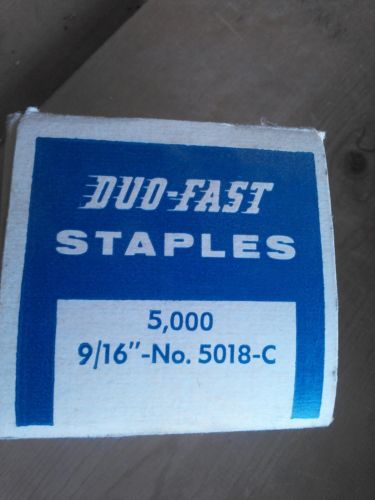 DUO-FAST
STAPLES
5,000
9/16"-No. 5018-C